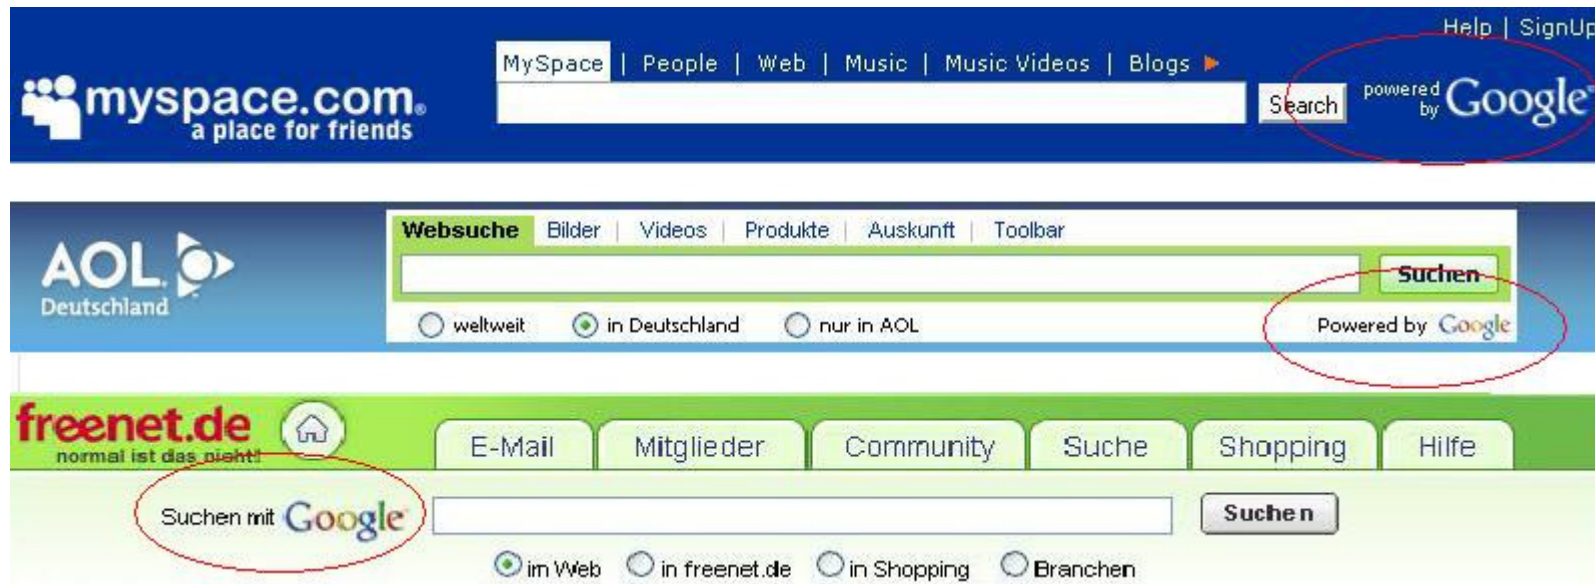 Help | SignUp
MySpace | People | Web | Music | Music Videos | Blogs
myspace.com®
a place for friends
Search
powered by Google
Websuche Bilder | Videos | Produkte | Auskunft | Toolbar
AOL
Deutschland
Suchen
weltweit in Deutschland nur in AOL
Powered by Google
freenet.de
normal ist das nicht!
E-Mail Mitglieder Community Suche Shopping Hilfe
Suchen mit Google
Suchen
im Web in freenet.de in Shopping Branchen